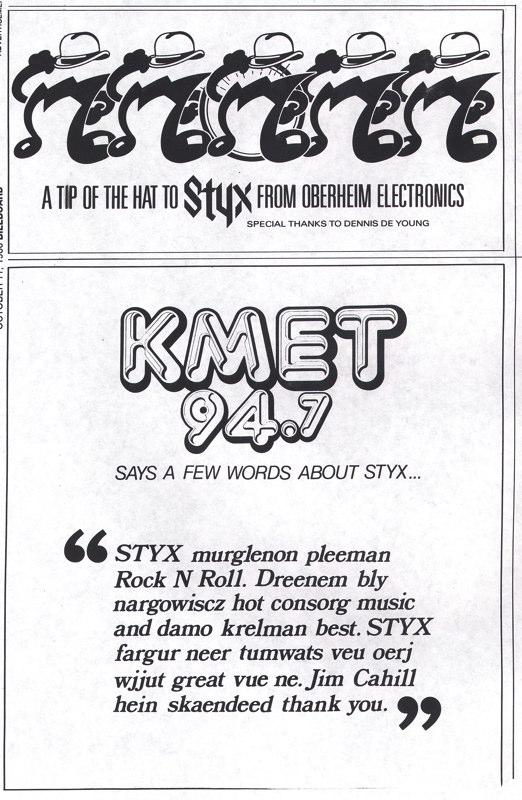 A TIP OF THE HAT TO Styx FROM OBERHEIM ELECTRONICS
SPECIAL THANKS TO DENNIS DE YOUNG
KMET
94.7
SAYS A FEW WORDS ABOUT STYX...
“STYX murglenon pleeman
Rock N Roll. Dreenem bly
nargowiscz hot consorg music
and damo krelman best. STYX
fargur neer tumwats veu oerj
wjjut great vue ne. Jim Cahill
hein skaendeed thank you.”